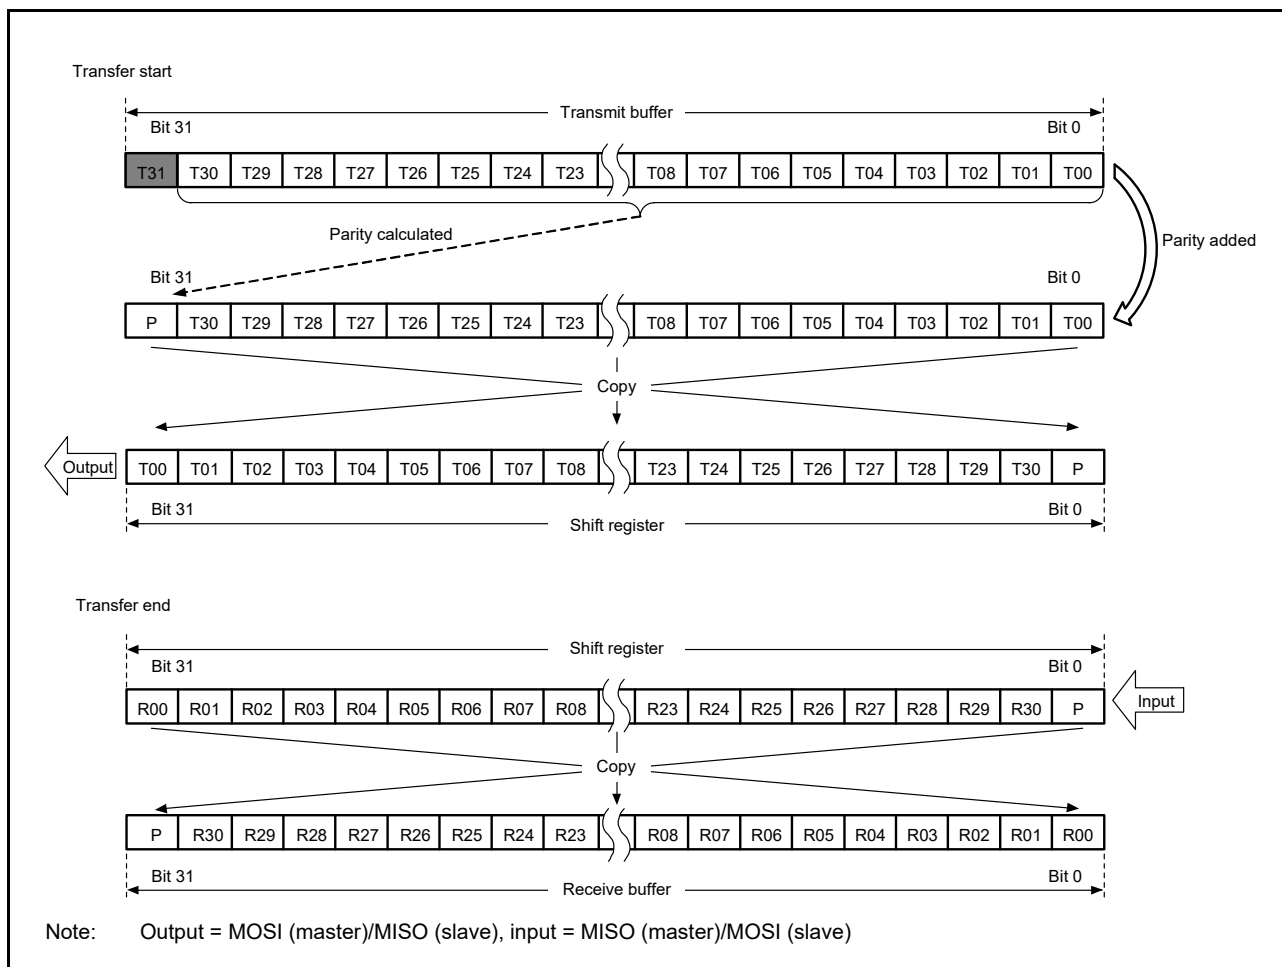 Transfer start
Transmit buffer
Bit 31 Bit 0
T31 T30 T29 T28 T27 T26 T25 T24 T23 T08 T07 T06 T05 T04 T03 T02 T01 T00
Parity calculated
Parity added
Bit 31 Bit 0
P T30 T29 T28 T27 T26 T25 T24 T23 T08 T07 T06 T05 T04 T03 T02 T01 T00
Copy
Output T00 T01 T02 T03 T04 T05 T06 T07 T08 T23 T24 T25 T26 T27 T28 T29 T30 P
Bit 31 Bit 0
Shift register
Transfer end
Shift register
Bit 31 Bit 0
R00 R01 R02 R03 R04 R05 R06 R07 R08 R23 R24 R25 R26 R27 R28 R29 R30 P Input
Copy
P R30 R29 R28 R27 R26 R25 R24 R23 R08 R07 R06 R05 R04 R03 R02 R01 R00
Bit 31 Bit 0
Receive buffer
Note: Output = MOSI (master)/MISO (slave), input = MISO (master)/MOSI (slave)